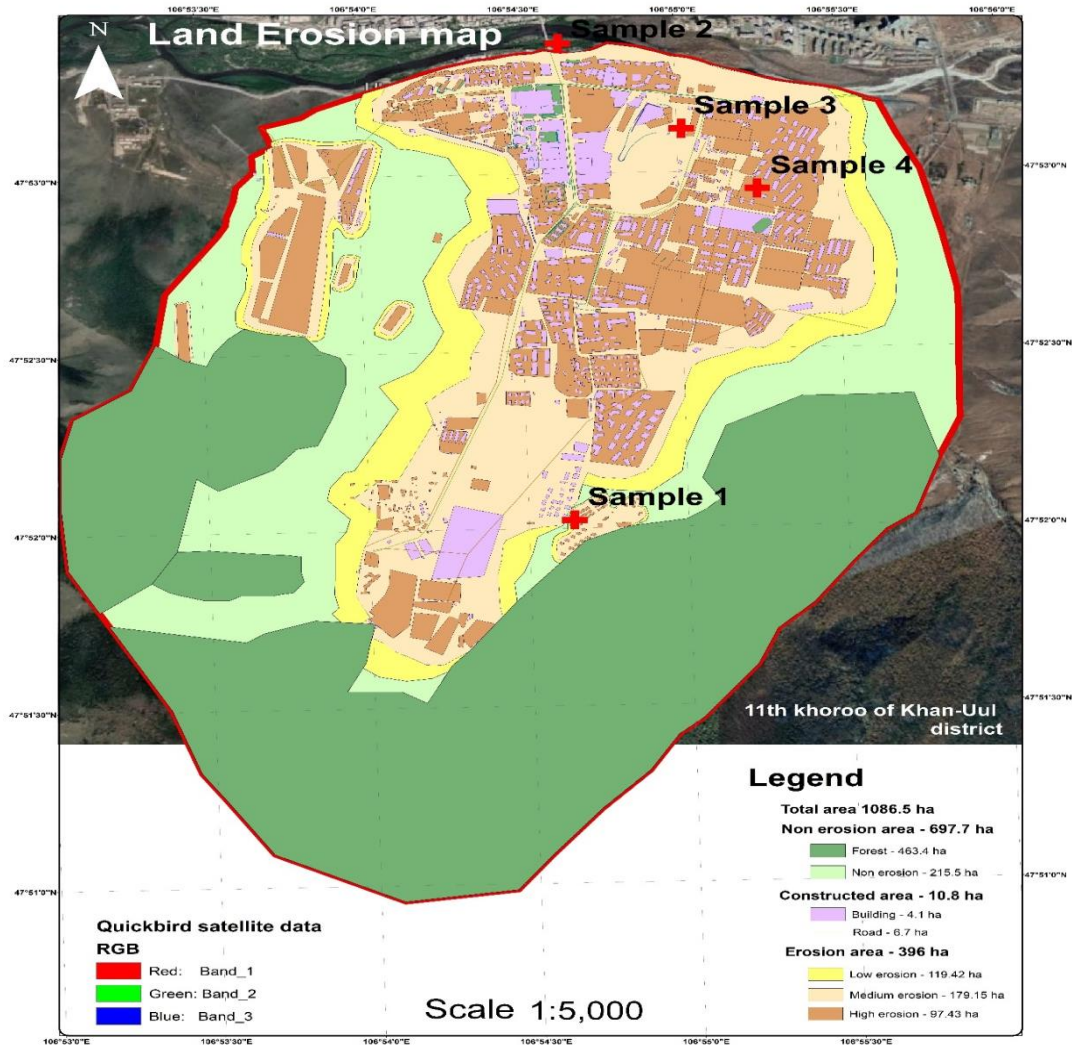 106°53'0"E 106°53'30"E 106°54'0"E 106°54'30"E 106°55'0"E 106°55'30"E 106°56'0"E
N
Land Erosion map
Sample 2
Sample 3
Sample 4
Sample 1
47°53'0"N
47°52'30"N
47°52'0"N
47°51'30"N
47°51'0"N
47°53'0"N
47°52'30"N
47°52'0"N
47°51'30"N
47°51'0"N
11th khoroo of Khan-Uul
district
Legend
Total area 1086.5 ha
Non erosion area - 697.7 ha
Forest - 463.4 ha
Non erosion - 215.5 ha
Constructed area - 10.8 ha
Building - 4.1 ha
Road - 6.7 ha
Erosion area - 396 ha
Low erosion - 119.42 ha
Medium erosion - 179.15 ha
High erosion - 97.43 ha
Quickbird satellite data
RGB
Red: Band_1
Green: Band_2
Blue: Band_3
Scale 1:5,000
106°53'0"E 106°53'30"E 106°54'0"E 106°54'30"E 106°55'0"E 106°55'30"E